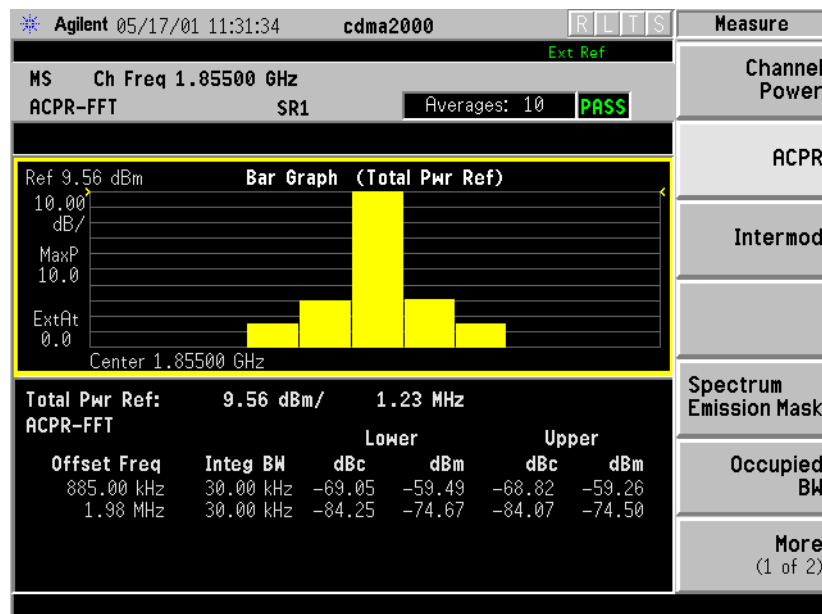 Agilent 05/17/01 11:31:34 cdma2000 R L T S Measure
Ext Ref
MS Ch Freq 1.85500 GHz
ACPR-FFT SR1 Averages: 10 PASS
Channel
Power
ACPR
Intermod
Spectrum
Emission Mask
Occupied
BW
More
(1 of 2)
Ref 9.56 dBm Bar Graph (Total Pwr Ref)
10.00
dB/
MaxP
10.0
ExtAt
0.0
Center 1.85500 GHz
Total Pwr Ref: 9.56 dBm/ 1.23 MHz
ACPR-FFT
Lower Upper
Offset Freq Integ BW dBc dBm dBc dBm
885.00 kHz 30.00 kHz -69.05 -59.49 -68.82 -59.26
1.98 MHz 30.00 kHz -84.25 -74.67 -84.07 -74.50